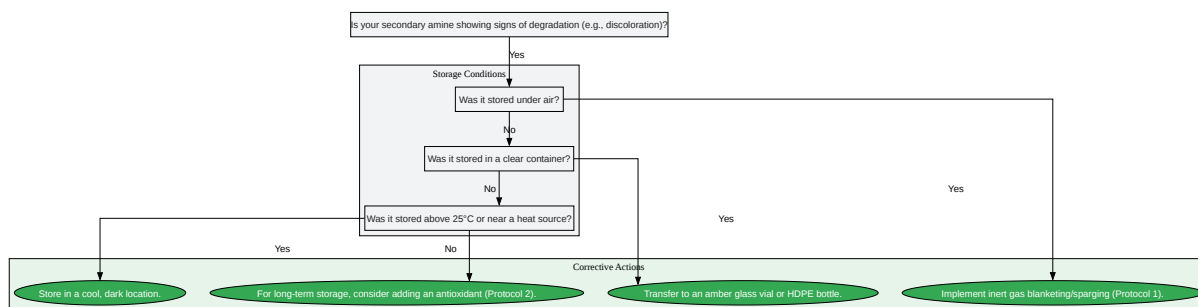 Is your secondary amine showing signs of degradation (e.g., discoloration)?
Yes
Storage Conditions
Was it stored under air?
No
Was it stored in a clear container?
No
Yes
Yes
Was it stored above 25°C or near a heat source?
Yes
No
Corrective Actions
Store in a cool, dark location.
For long-term storage, consider adding an antioxidant (Protocol 2).
Transfer to an amber glass vial or HDPE bottle.
Implement inert gas blanketing/sparging (Protocol 1).